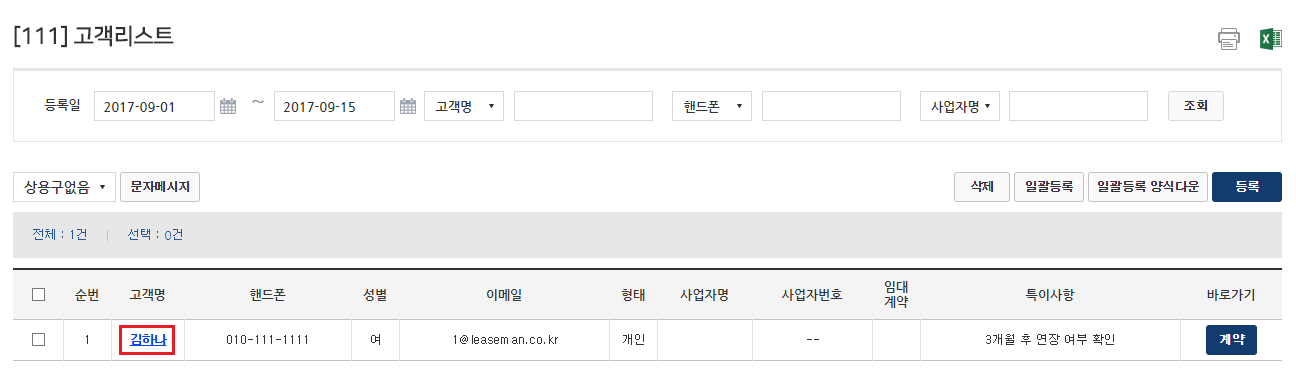 [111] 고객리스트
등록일 2017-09-01 ~ 2017-09-15 고객명 핸드폰 사업자명 조회
상용구없음 문자메시지 삭제 일괄등록 일괄등록 양식다운 등록
전체 : 1건 | 선택 : 0건
순번 고객명 핸드폰 성별 이메일 형태 사업자명 사업자번호 임대 계약 특이사항 바로가기
1 김하나 010-111-1111 여 1@leaseman.co.kr 개인 -- 3개월 후 연장 여부 확인 계약